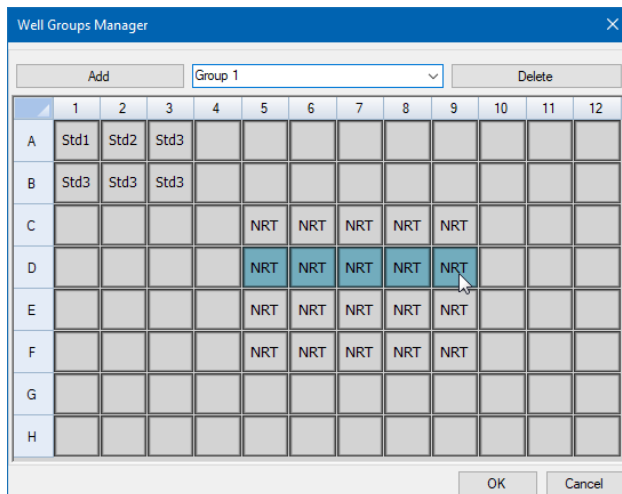 Well Groups Manager
Add Group 1 Delete
1 2 3 4 5 6 7 8 9 10 11 12
A Std1 Std2 Std3
B Std3 Std3 Std3
C NRT NRT NRT NRT NRT
D NRT NRT NRT NRT NRT
E NRT NRT NRT NRT NRT
F NRT NRT NRT NRT NRT
G
H
OK Cancel